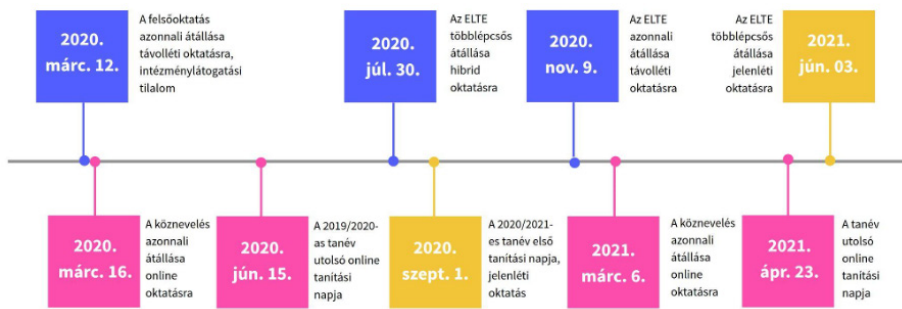 2020.
márc. 12.
A felsőoktatás
azonnali átállása
távolléti oktatásra,
intézménylátogatási
tilalom
2020.
júl. 30.
Az ELTE
többlépcsős
átállása
hibrid
oktatásra
2020.
nov. 9.
Az ELTE
azonnali
átállása
távolléti
oktatásra
Az ELTE
többlépcsős
átállása
jelenléti
oktatásra
2021.
jún. 03.
2020.
márc. 16.
A köznevelés
azonnali
átállása
online
oktatásra
2020.
jún. 15.
A 2019/2020-
as tanév
utolsó online
tanítási
napja
2020.
szept. 1.
A 2020/2021-
es tanév első
tanítási napja,
jelenléti
oktatás
2021.
márc. 6.
A köznevelés
azonnali
átállása
online
oktatásra
2021.
ápr. 23.
A tanév
utolsó
online
tanítási
napja